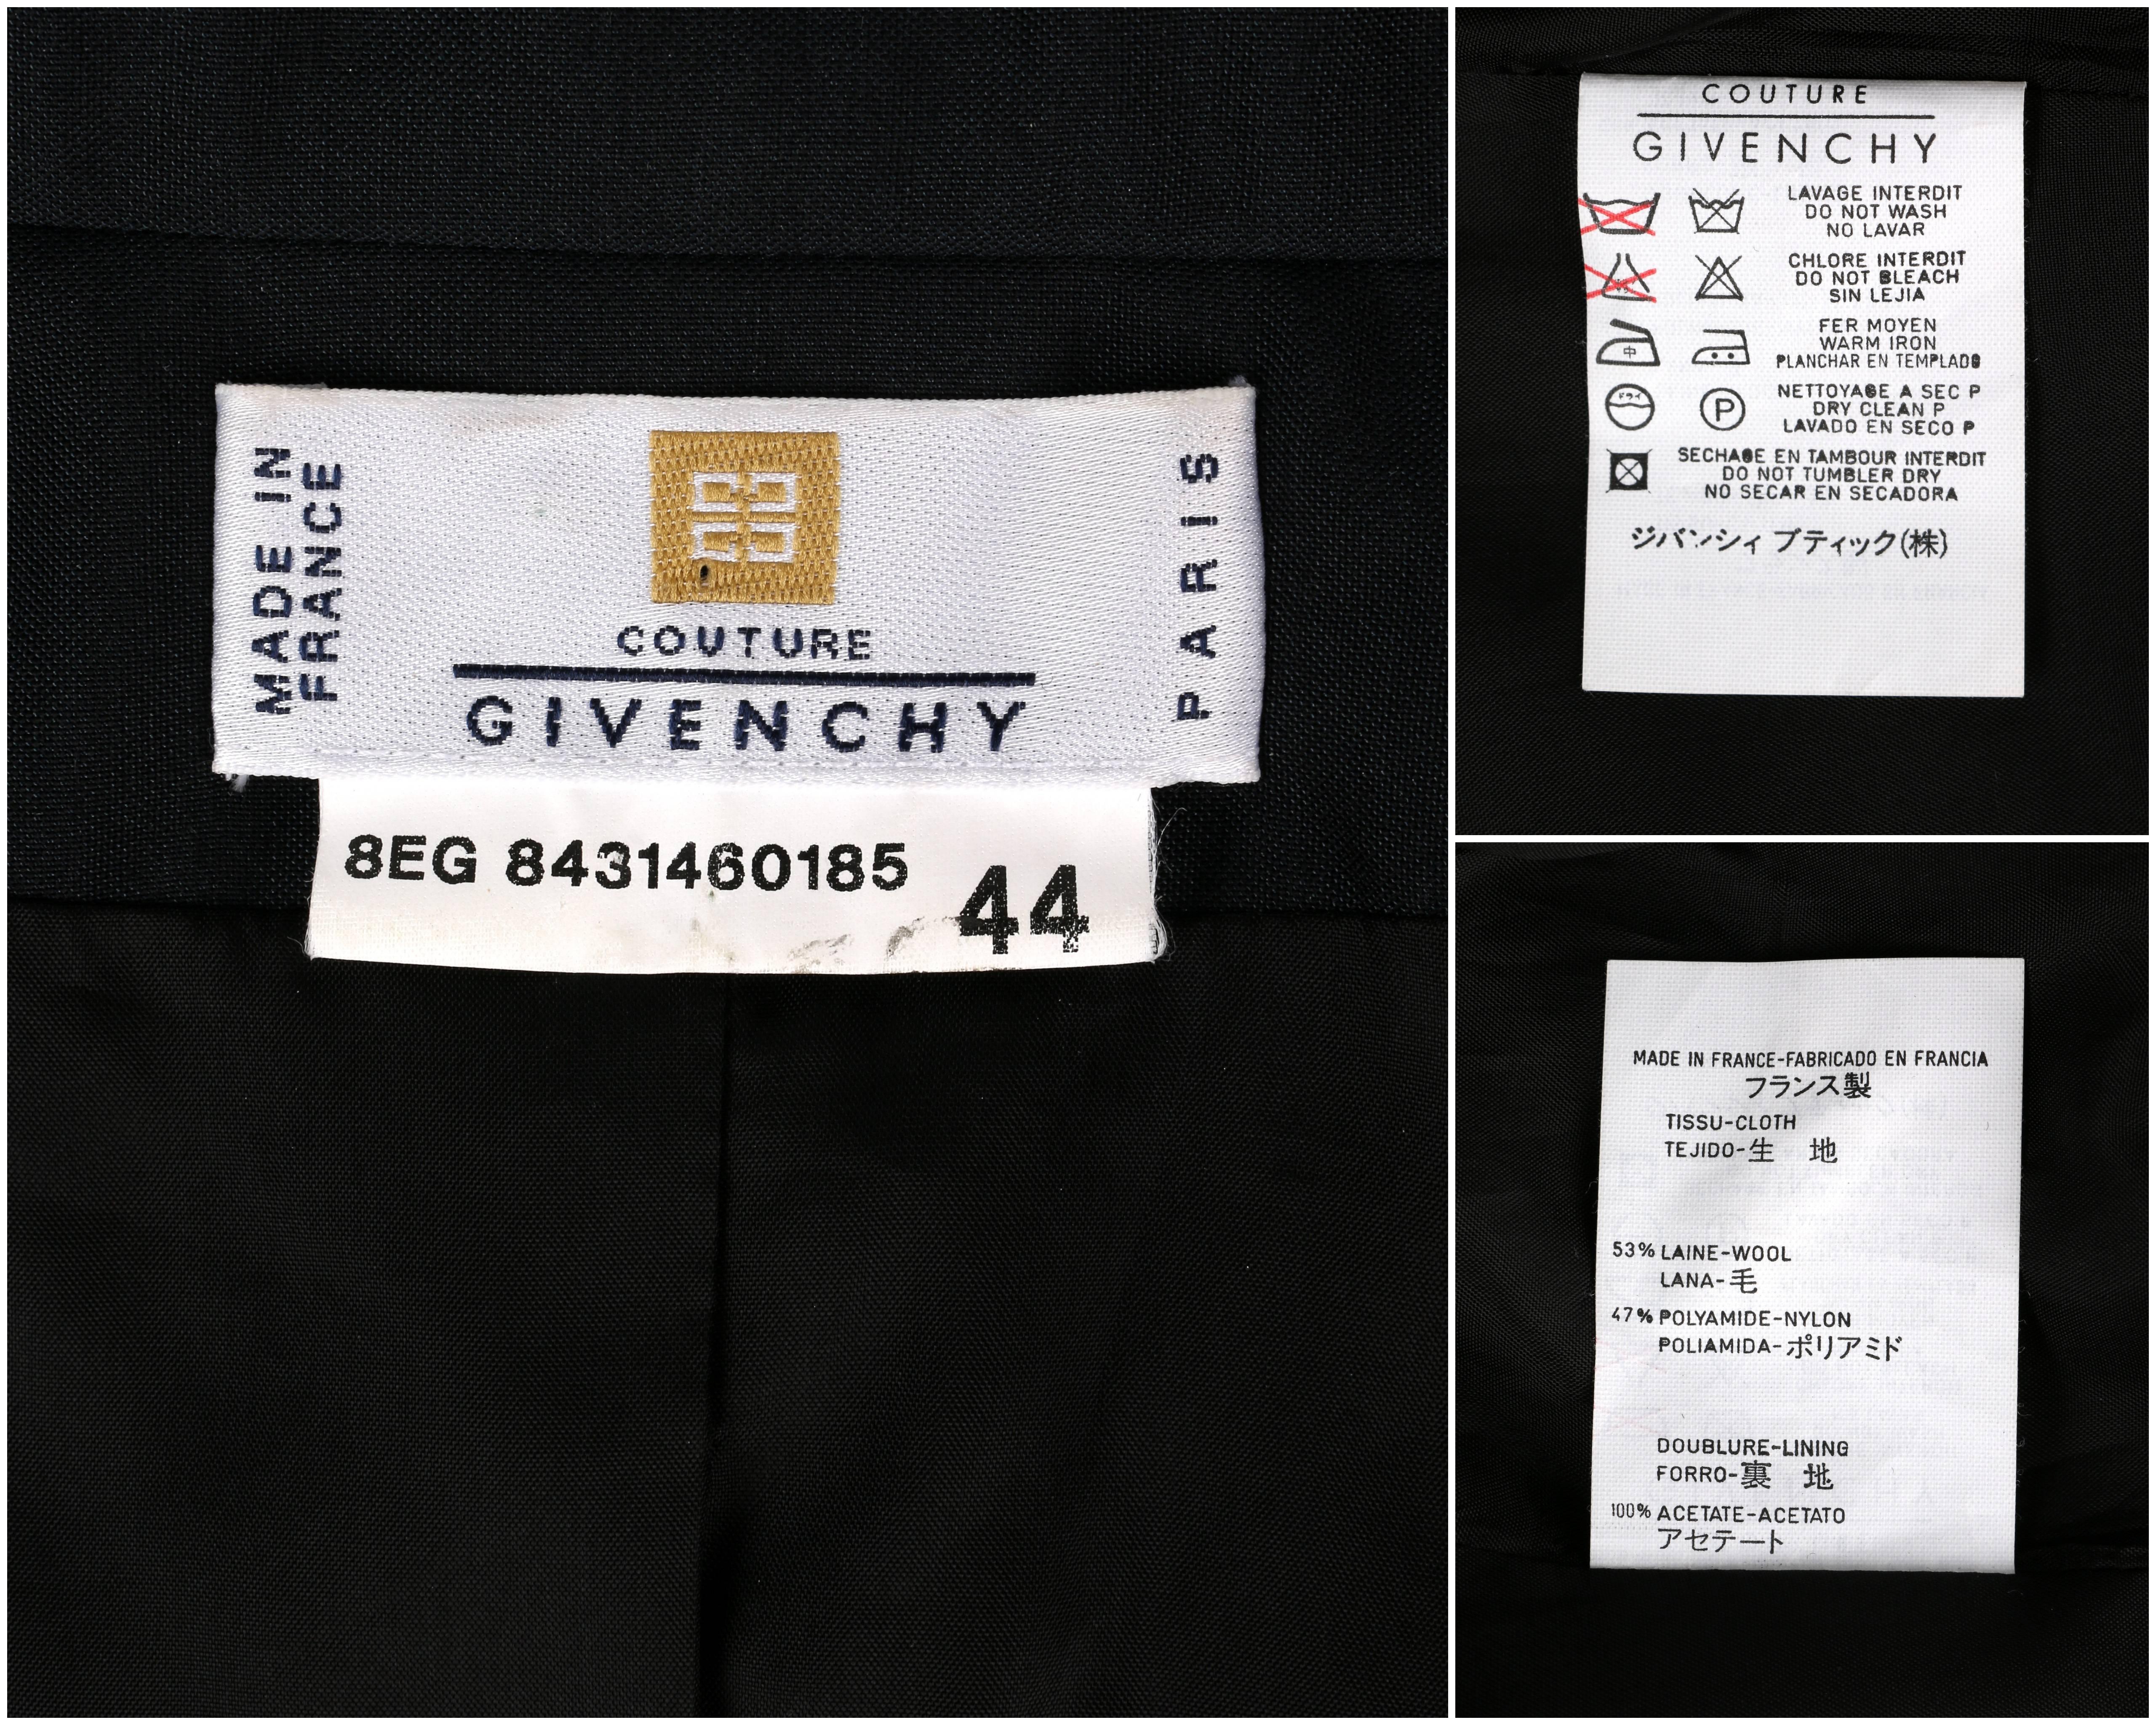 MADE IN
FRANCE
COUTURE
GIVENCHY
PARIS
8EG 8431460185
44
COUTURE
GIVENCHY
LAVAGE INTERDIT
DO NOT WASH
NO LAVAR
CHLORE INTERDIT
DO NOT BLEACH
SIN LEJIA
中
FER MOYEN
WARM IRON
PLANCHAR EN TEMPLADO
ドライ
P
NETTOYAGE A SEC P
DRY CLEAN P
LAVADO EN SECO P
SECHAGE EN TAMBOUR INTERDIT
DO NOT TUMBLER DRY
NO SECAR EN SECADORA
ジバンシィ ブティック(株)
MADE IN FRANCE-FABRICADO EN FRANCIA
フランス製
TISSU-CLOTH
TEJIDO-生 地
53% LAINE-WOOL
LANA-毛
47% POLYAMIDE-NYLON
POLIAMIDA-ポリアミド
DOUBLURE-LINING
FORRO-裏 地
100% ACETATE-ACETATO
アセテート